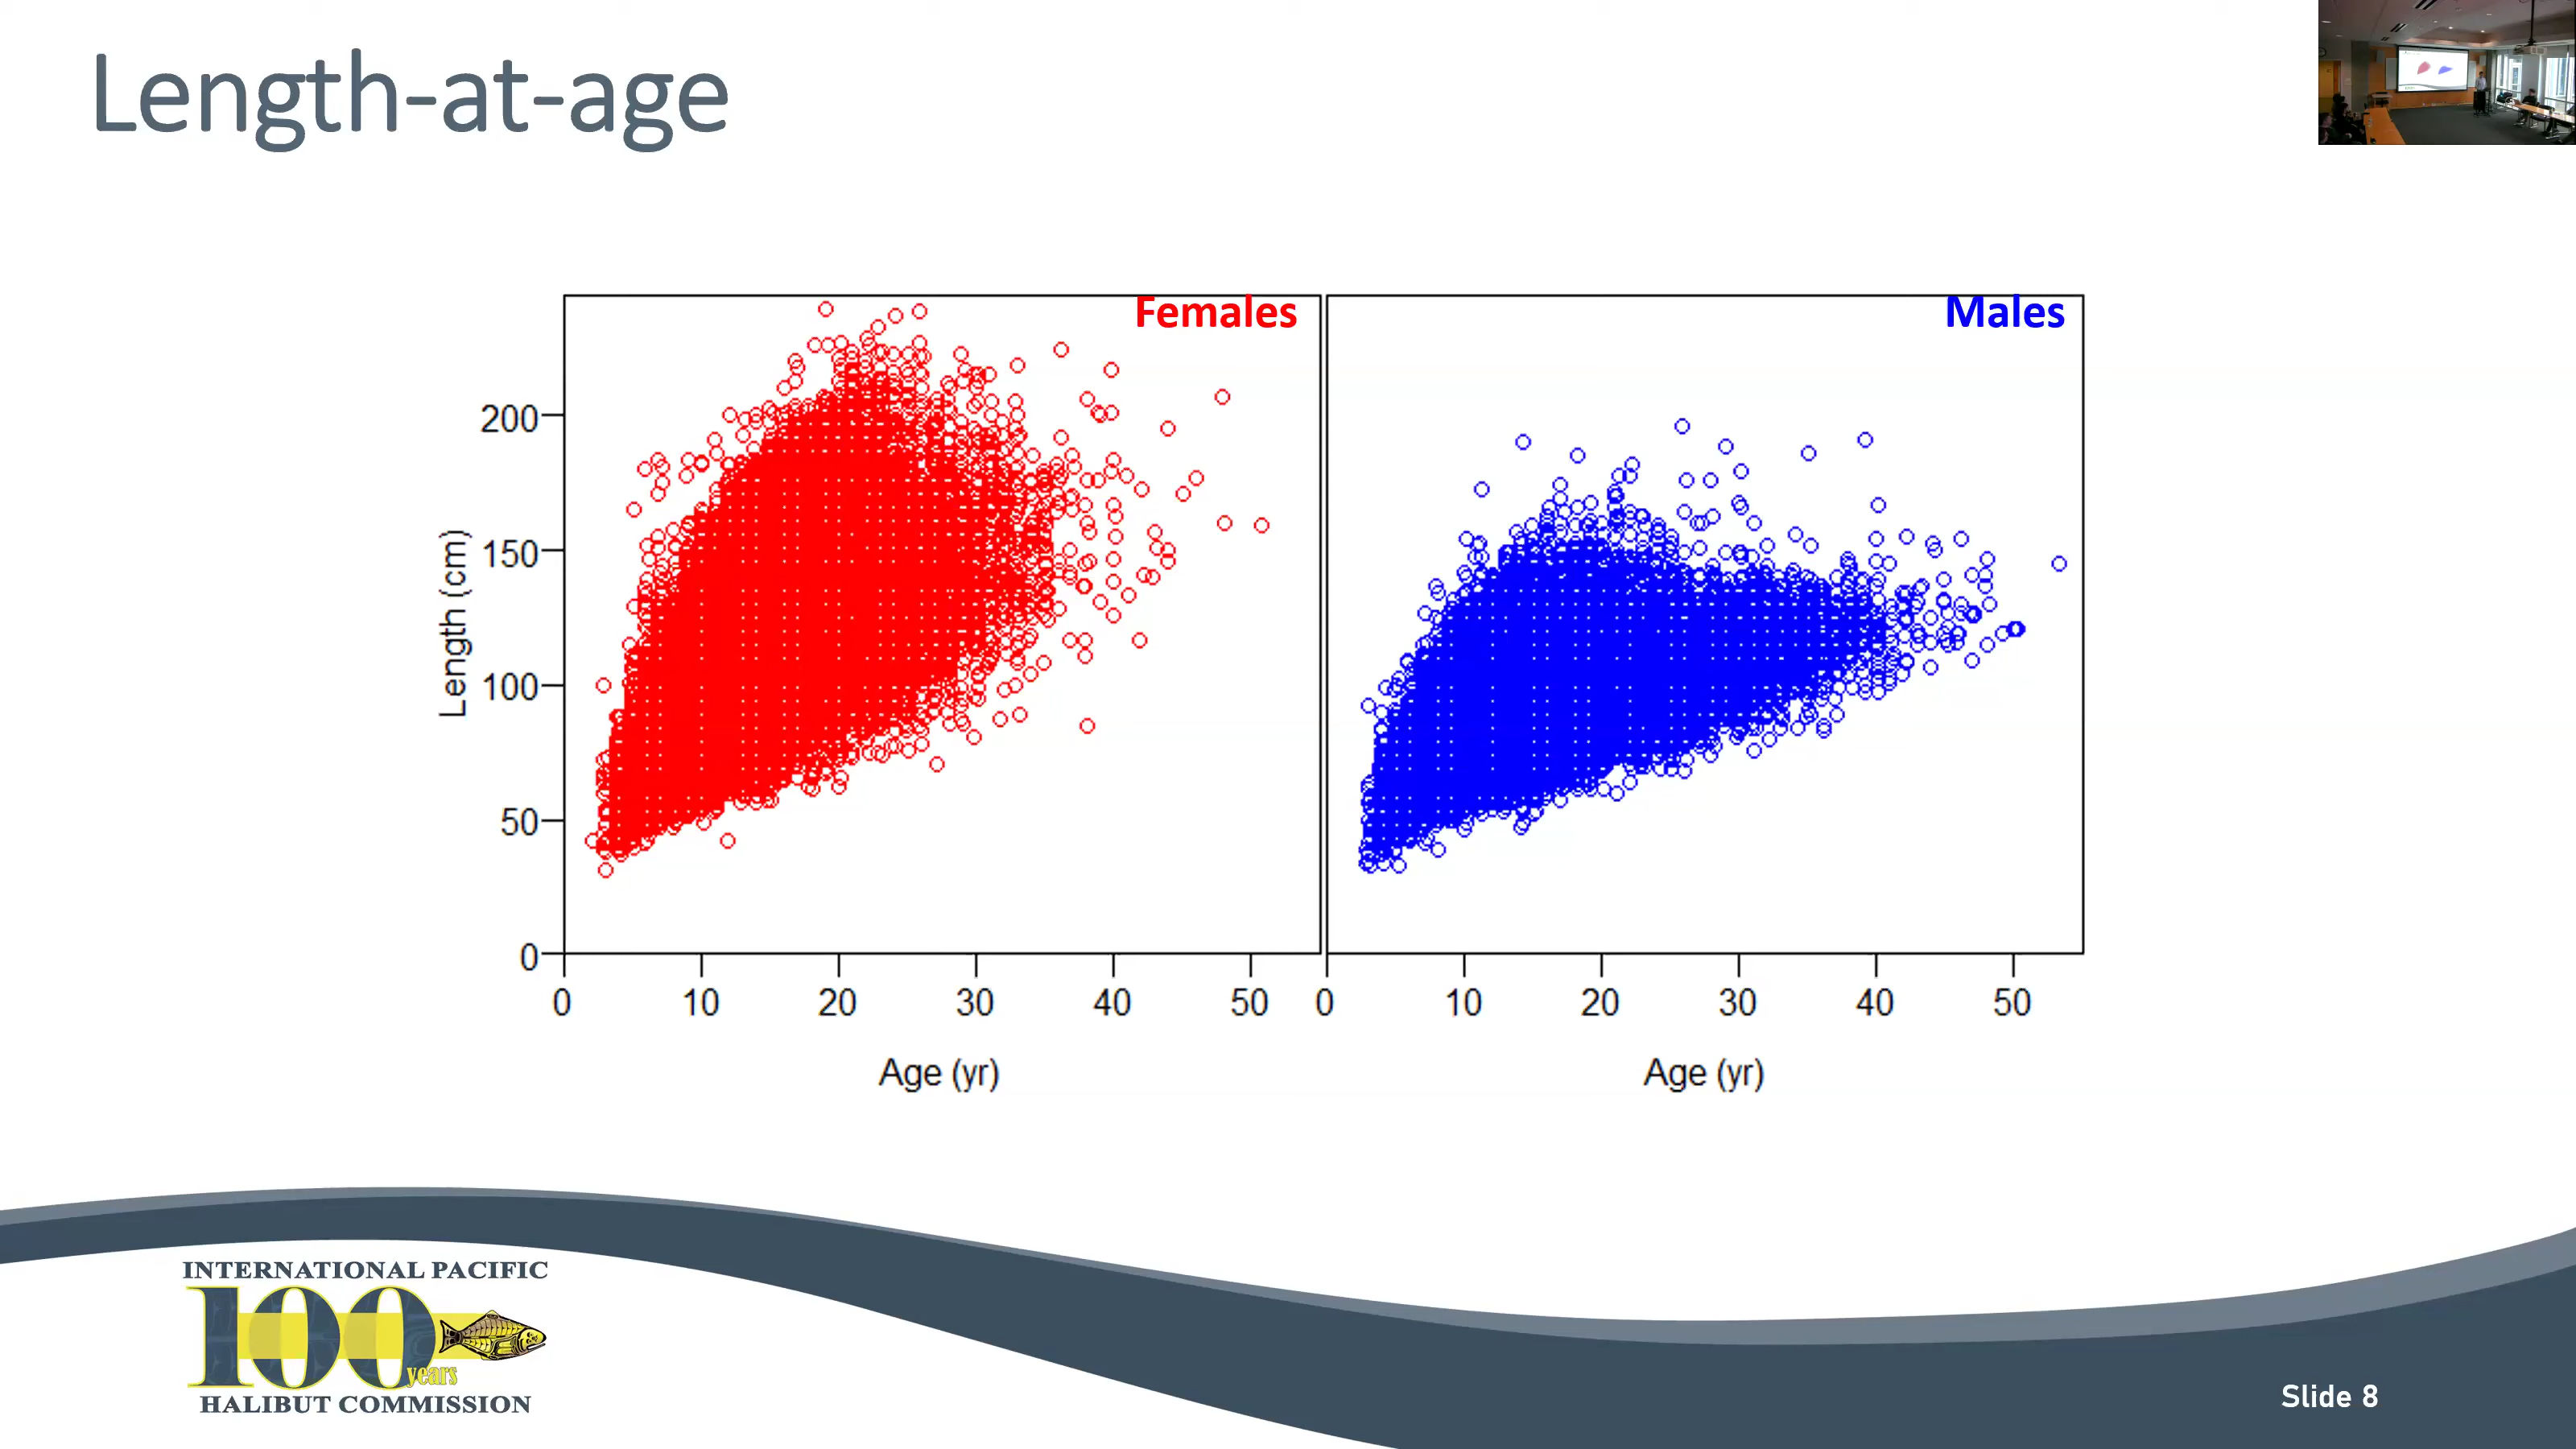 Length-at-age
Females
Males
Length (cm)
200
150
100
50
0
0 10 20 30 40 50
0 10 20 30 40 50
Age (yr)
Age (yr)
INTERNATIONAL PACIFIC
100
years
HALIBUT COMMISSION
Slide 8